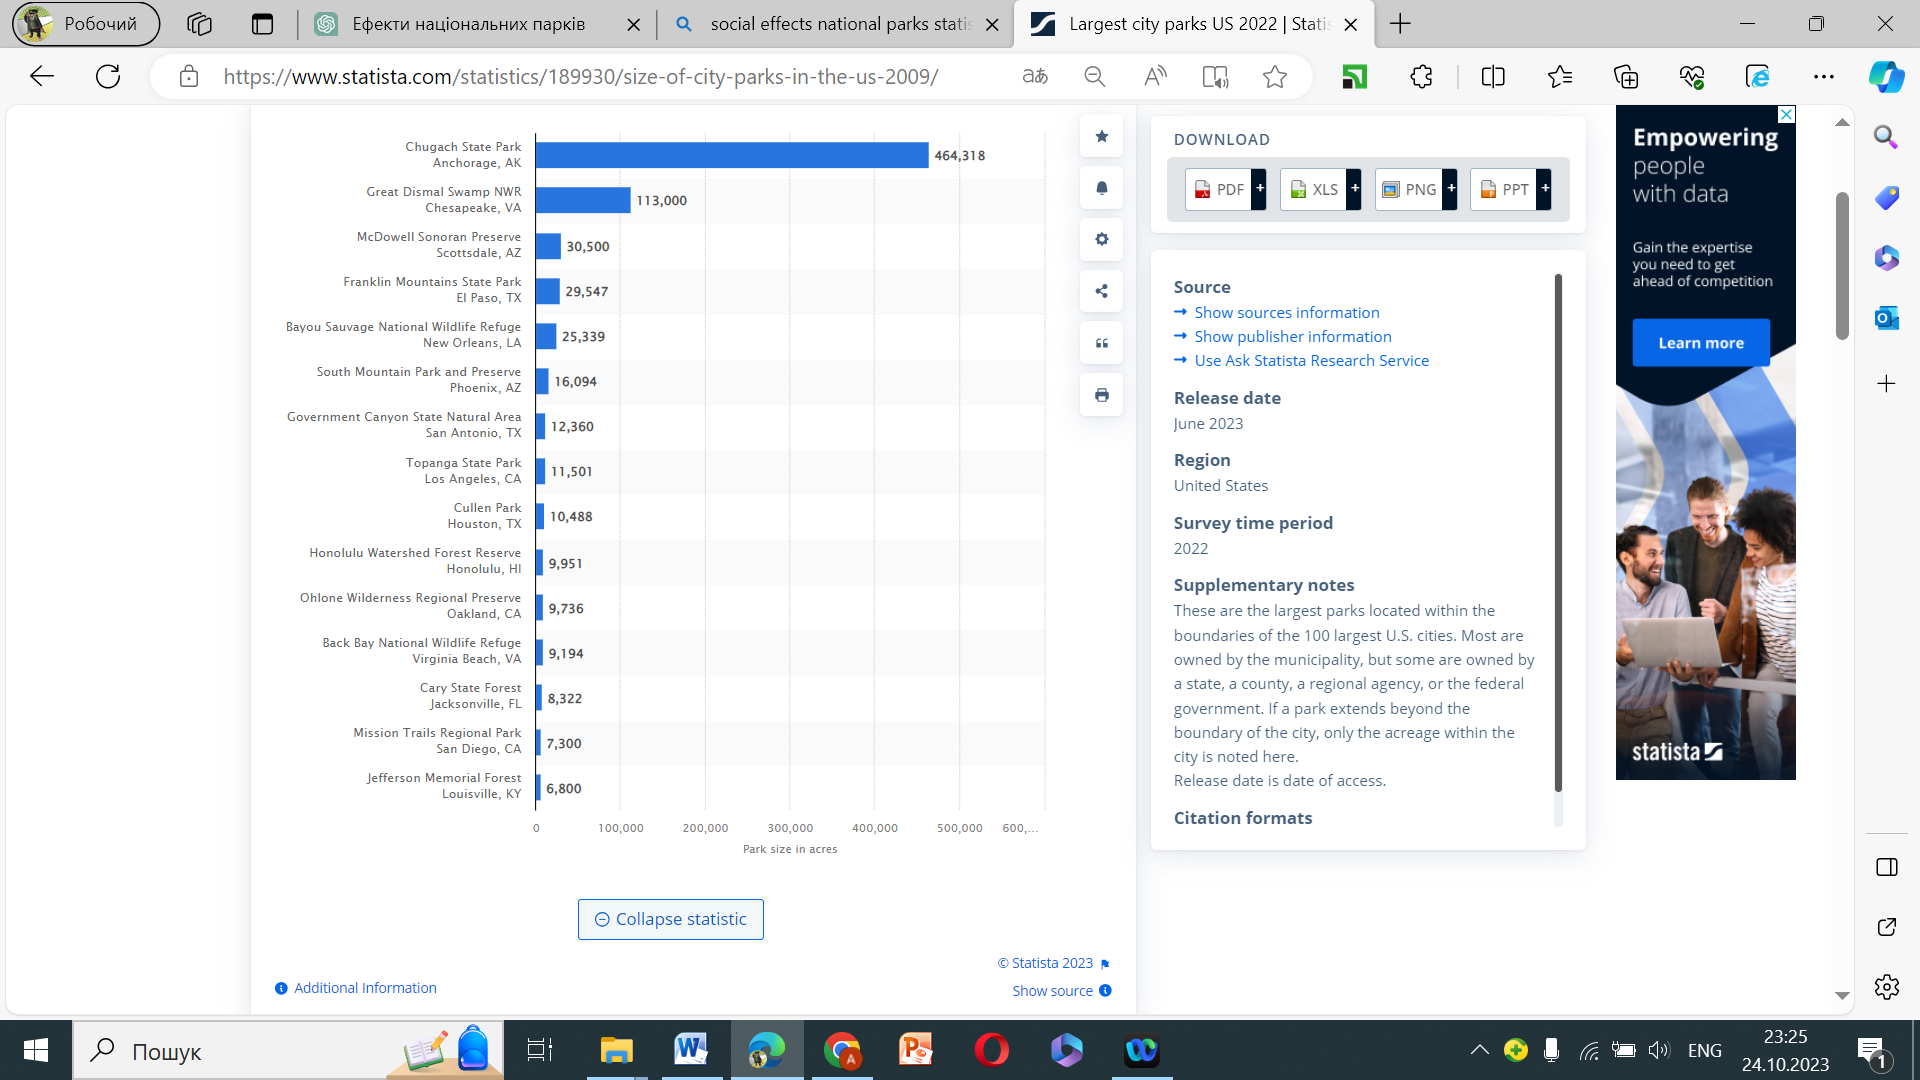 Робочий
Ефекти національних парків
social effects national parks statis
Largest city parks US 2022 | Statis
https://www.statista.com/statistics/189930/size-of-city-parks-in-the-us-2009/
Chugach State Park
Anchorage, AK
464,318
Great Dismal Swamp NWR
Chesapeake, VA
113,000
McDowell Sonoran Preserve
Scottsdale, AZ
30,500
Franklin Mountains State Park
El Paso, TX
29,547
Bayou Sauvage National Wildlife Refuge
New Orleans, LA
25,339
South Mountain Park and Preserve
Phoenix, AZ
16,094
Government Canyon State Natural Area
San Antonio, TX
12,360
Topanga State Park
Los Angeles, CA
11,501
Cullen Park
Houston, TX
10,488
Honolulu Watershed Forest Reserve
Honolulu, HI
9,951
Ohlone Wilderness Regional Preserve
Oakland, CA
9,736
Back Bay National Wildlife Refuge
Virginia Beach, VA
9,194
Cary State Forest
Jacksonville, FL
8,322
Mission Trails Regional Park
San Diego, CA
7,300
Jefferson Memorial Forest
Louisville, KY
6,800
0 100,000 200,000 300,000 400,000 500,000 600,...
Park size in acres
Collapse statistic
© Statista 2023
Additional Information
Show source
DOWNLOAD
PDF + XLS + PNG + PPT +
Source
Show sources information
Show publisher information
Use Ask Statista Research Service
Release date
June 2023
Region
United States
Survey time period
2022
Supplementary notes
These are the largest parks located within the
boundaries of the 100 largest U.S. cities. Most are
owned by the municipality, but some are owned by
a state, a county, a regional agency, or the federal
government. If a park extends beyond the
boundary of the city, only the acreage within the
city is noted here.
Release date is date of access.
Citation formats
Empowering
people
with data
Gain the expertise
you need to get
ahead of competition
Learn more
statista
Пошук
ENG
23:25
24.10.2023
1